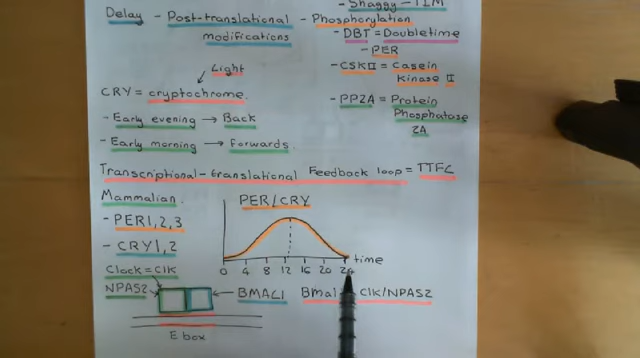 - Shaggy - TIM
Delay - Post-translational - Phosphorylation
modifications
- DBT = Doubletime
- PER
- CSKII = Casein
Kinase II
- PP2A = Protein
Phosphatase
2A
Light
CRY = cryptochrome.
- Early evening → Back
- Early morning → Forwards.
Transcriptional-translational Feedback loop = TTFL
Mammalian
- PER1,2,3
- CRY1,2
PER/CRY
0 4 8 12 16 20 24
time
Clock = Clk
NPAS2
BMAL1
Bmal Clk/NPAS2
E box